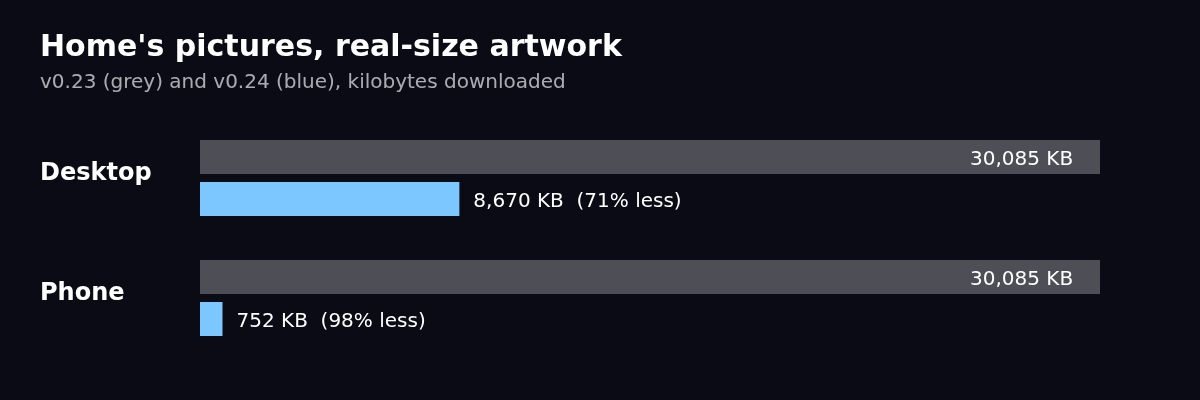 Home's pictures, real-size artwork
v0.23 (grey) and v0.24 (blue), kilobytes downloaded
Desktop
30,085 KB
8,670 KB (71% less)
Phone
30,085 KB
752 KB (98% less)